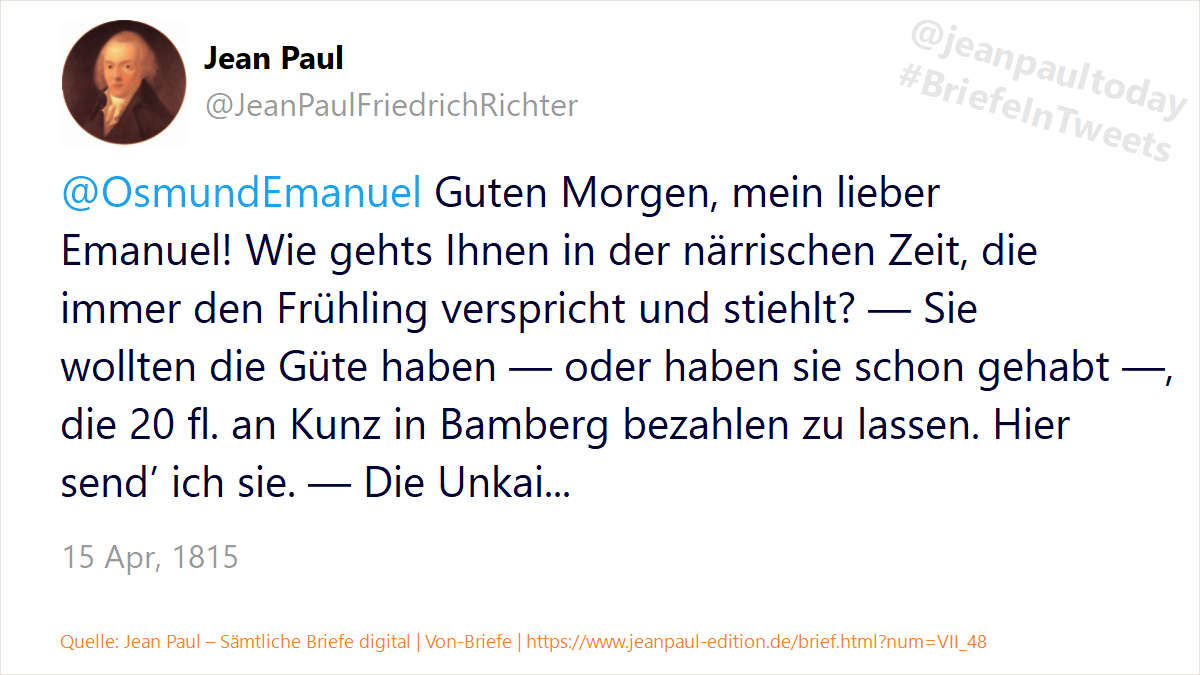 Jean Paul
@JeanPaulFriedrichRichter
@jeanpaultoday
#BriefeInTweets
@OsmundEmanuel Guten Morgen, mein lieber
Emanuel! Wie gehts Ihnen in der närrischen Zeit, die
immer den Frühling verspricht und stiehlt? — Sie
wollten die Güte haben — oder haben sie schon gehabt —,
die 20 fl. an Kunz in Bamberg bezahlen zu lassen. Hier
send’ ich sie. — Die Unkai...
15 Apr, 1815
Quelle: Jean Paul – Sämtliche Briefe digital | Von-Briefe | https://www.jeanpaul-edition.de/brief.html?num=VII_48